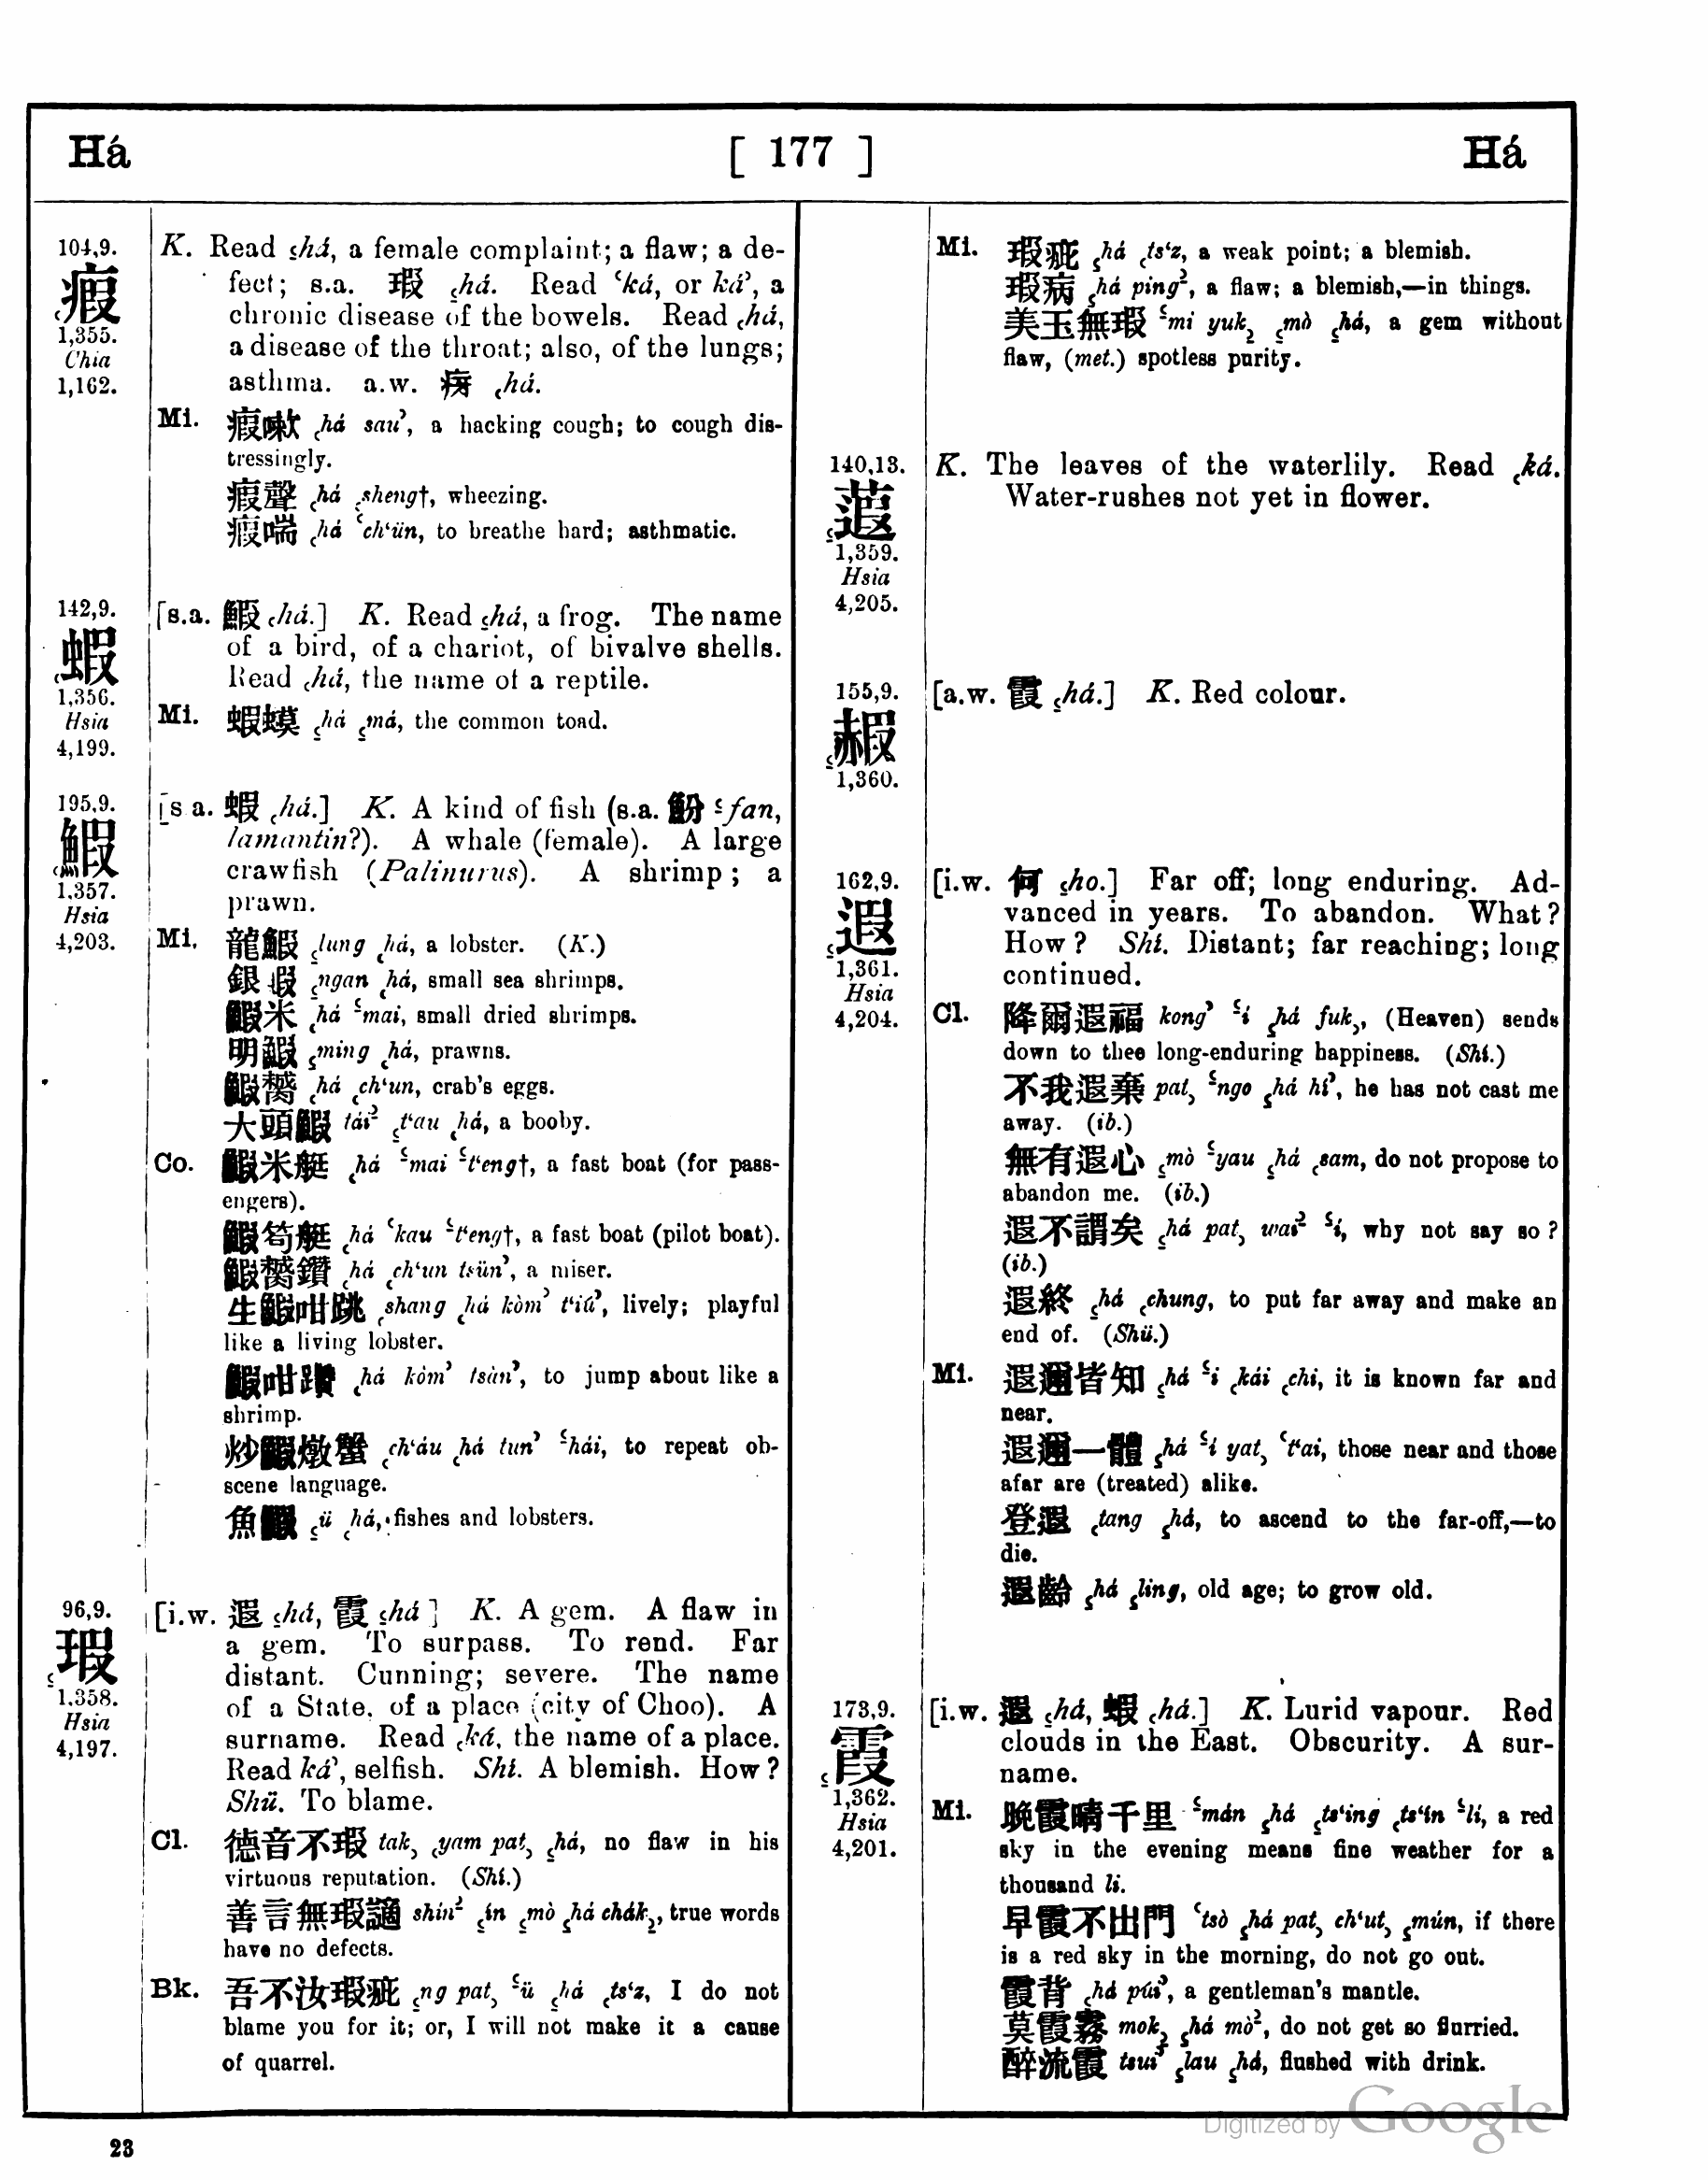 Há
[ 177 ]
Há
104,9.
瘕
1,355.
Chia
1,162.
K. Read ꜁há, a female complaint; a flaw; a de-
fect; s.a. 瑕 ꜁há. Read ꜂ká, or ká꜄, a
chronic disease of the bowels. Read ꜀há,
a disease of the throat; also, of the lungs;
asthma. a.w. 㾎 ꜀há.
Mi. 瘕嗽 ꜀há sau꜄, a hacking cough; to cough dis-
tressingly.
瘕聲 ꜀há ꜀sheng†, wheezing.
瘕喘 ꜀há ꜂ch‘ün, to breathe hard; asthmatic.
142,9.
蝦
1,356.
Hsia
4,199.
[s.a. 鰕 ꜀há.] K. Read ꜁há, a frog. The name
of a bird, of a chariot, of bivalve shells.
Read ꜀há, the name of a reptile.
Mi. 蝦蟆 ꜁há ꜁má, the common toad.
195,9.
鰕
1,357.
Hsia
4,203.
[s a. 蝦 ꜀há.] K. A kind of fish (s.a. 魵 ꜃fan,
lamantin?). A whale (female). A large
crawfish (Palinurus). A shrimp; a
prawn.
Mi. 龍鰕 ꜁lung ꜀há, a lobster. (K.)
銀鰕 ꜁ngan ꜀há, small sea shrimps.
鰕米 ꜀há ꜃mai, small dried shrimps.
明鰕 ꜁ming ꜀há, prawns.
鰕 ꜀há ꜀ch‘un, crab's eggs.
大頭鰕 tái꜅ ꜁t‘au ꜀há, a booby.
Co. 鰕米艇 ꜀há ꜃mai ꜃t‘eng†, a fast boat (for pass-
engers).
鰕笱艇 ꜀há ꜂kau ꜃t‘eng†, a fast boat (pilot boat).
鰕鑽 ꜀há ꜀ch‘un tsün꜄, a miser.
生鰕咁跳 ꜀shang ꜀há kòm꜄ t‘iú꜄, lively; playful
like a living lobster.
鰕咁躦 ꜀há kòm꜄ tsàn꜄, to jump about like a
shrimp.
炒鰕燉蟹 ꜀ch‘áu ꜀há tun꜄ ꜃hái, to repeat ob-
scene language.
魚鰕 ꜁ü ꜀há, fishes and lobsters.
96,9.
瑕
1,358.
Hsia
4,197.
[i.w. 遐 ꜁há, 霞 ꜁há] K. A gem. A flaw in
a gem. To surpass. To rend. Far
distant. Cunning; severe. The name
of a State, of a place (city of Choo). A
surname. Read ꜀ká, the name of a place.
Read ká꜄, selfish. Shí. A blemish. How?
Shü. To blame.
Cl. 德音不瑕 tak꜆ ꜀yam pat꜆ ꜁há, no flaw in his
virtuous reputation. (Shí.)
善言無瑕讁 shín꜅ ꜁ín ꜁mò ꜁há chák꜇, true words
have no defects.
Bk. 吾不汝瑕疵 ꜁ng pat꜆ ꜃ü ꜁há ꜀ts‘z, I do not
blame you for it; or, I will not make it a cause
of quarrel.
23
Mi. 瑕疵 ꜁há ꜀ts‘z, a weak point; a blemish.
瑕病 ꜁há ping꜅, a flaw; a blemish,—in things.
美玉無瑕 ꜃mi yuk꜇ ꜁mò ꜁há, a gem without
flaw, (met.) spotless purity.
140,13.
蕸
1,359.
Hsia
4,205.
K. The leaves of the waterlily. Read ꜀ká.
Water-rushes not yet in flower.
155,9.
赮
1,360.
[a.w. 霞 ꜁há.] K. Red colour.
162,9.
遐
1,361.
Hsia
4,204.
[i.w. 何 ꜁ho.] Far off; long enduring. Ad-
vanced in years. To abandon. What?
How? Shí. Distant; far reaching; long
continued.
Cl. 降爾遐福 kong꜄ ꜃i ꜁há fuk꜆, (Heaven) sends
down to thee long-enduring happiness. (Shí.)
不我遐棄 pat꜆ ꜃ngo ꜁há hí꜄, he has not cast me
away. (ib.)
無有遐心 ꜁mò ꜃yau ꜁há ꜀sam, do not propose to
abandon me. (ib.)
遐不謂矣 ꜁há pat꜆ wai꜅ ꜃i, why not say so?
(ib.)
遐終 ꜁há ꜀chung, to put far away and make an
end of. (Shü.)
Mi. 遐邇皆知 ꜁há ꜃i ꜀kái ꜀chi, it is known far and
near.
遐邇一體 ꜁há ꜃i yat꜆ ꜂t‘ai, those near and those
afar are (treated) alike.
登遐 ꜀tang ꜁há, to ascend to the far-off,—to
die.
遐齡 ꜁há ꜁ling, old age; to grow old.
173,9.
霞
1,362.
Hsia
4,201.
[i.w. 遐 ꜁há, 蝦 ꜀há.] K. Lurid vapour. Red
clouds in the East. Obscurity. A sur-
name.
Mi. 晚霞晴千里 ꜃mán ꜁há ꜁ts‘ing ꜀ts‘ín ꜃li, a red
sky in the evening means fine weather for a
thousand li.
早霞不出門 ꜂tsò ꜁há pat꜆ ch‘ut꜆ ꜁mún, if there
is a red sky in the morning, do not go out.
霞背 ꜁há púi꜄, a gentleman's mantle.
莫霞霧 mok꜇ ꜁há mò꜅, do not get so flurried.
醉流霞 tsui꜄ ꜁lau ꜁há, flushed with drink.
Digitized by Google